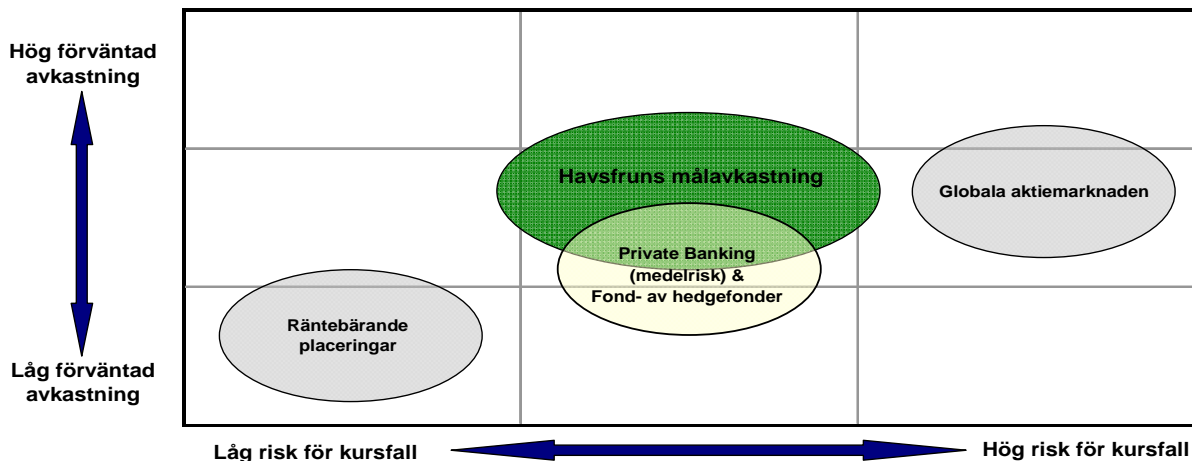 Hög förväntad
avkastning
Havsfruns målavkastning
Globala aktiemarknaden
Private Banking
(medelrisk) &
Fond- av hedgefonder
Räntebärande
placeringar
Låg förväntad
avkastning
Låg risk för kursfall
Hög risk för kursfall